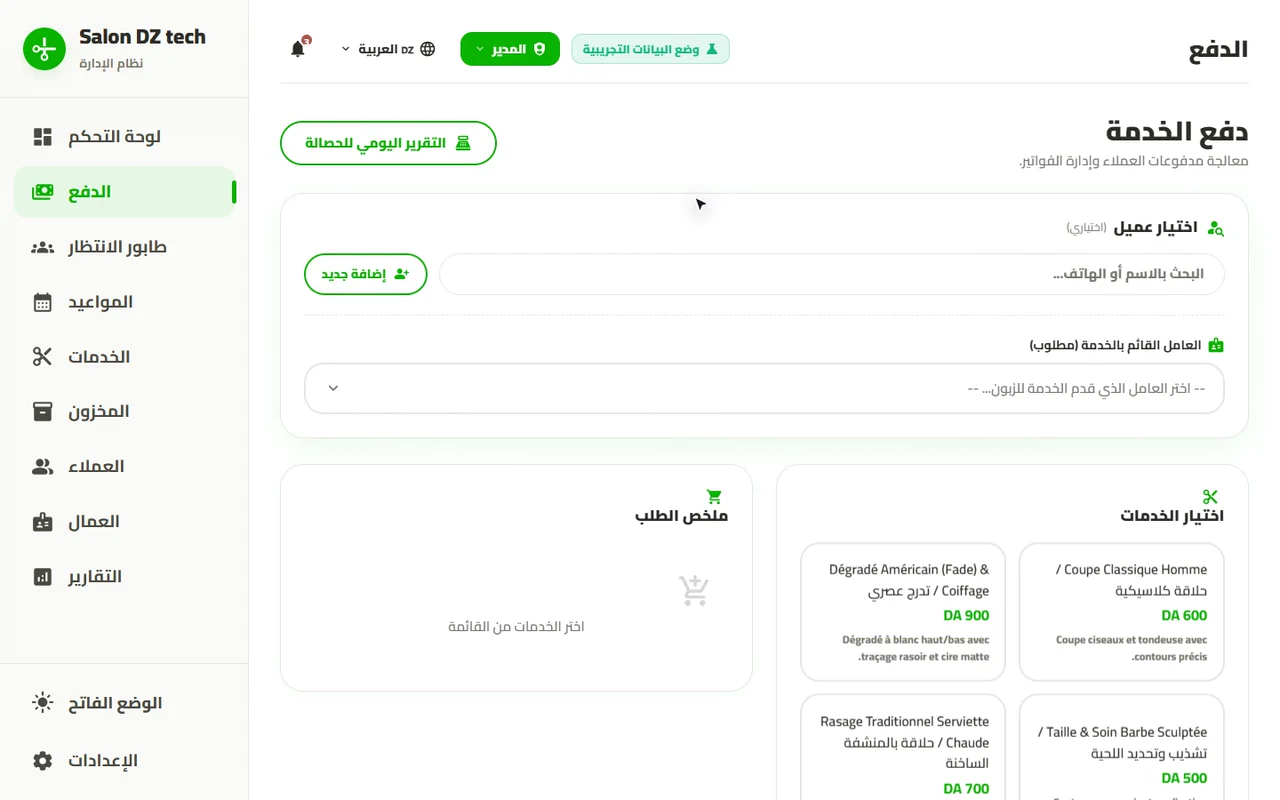 Salon DZ tech
نظام الإدارة
لوحة التحكم
الدفع
طابور الانتظار
المواعيد
الخدمات
المخزون
العملاء
العمال
التقارير
الوضع الفاتح
الإعدادات
الدفع
وضع البيانات التجريبية
المدير
DZ العربية
3
دفع الخدمة
معالجة مدفوعات العملاء وإدارة الفواتير.
التقرير اليومي للحصالة
اختيار عميل (اختياري)
البحث بالاسم أو الهاتف...
إضافة جديد
العامل القائم بالخدمة (مطلوب)
-- اختر العامل الذي قدم الخدمة للزبون... --
اختيار الخدمات
Coupe Classique Homme /
حلاقة كلاسيكية
600 DA
Coupe ciseaux et tondeuse avec
contours précis.
Dégradé Américain (Fade) &
Coiffage / تدرج عصري
900 DA
Dégradé à blanc haut/bas avec
traçage rasoir et cire matte.
Taille & Soin Barbe Sculptée /
تشذيب وتحديد اللحية
500 DA
Rasage Traditionnel Serviette
Chaude / حلاقة بالمنشفة
الساخنة
700 DA
ملخص الطلب
اختر الخدمات من القائمة